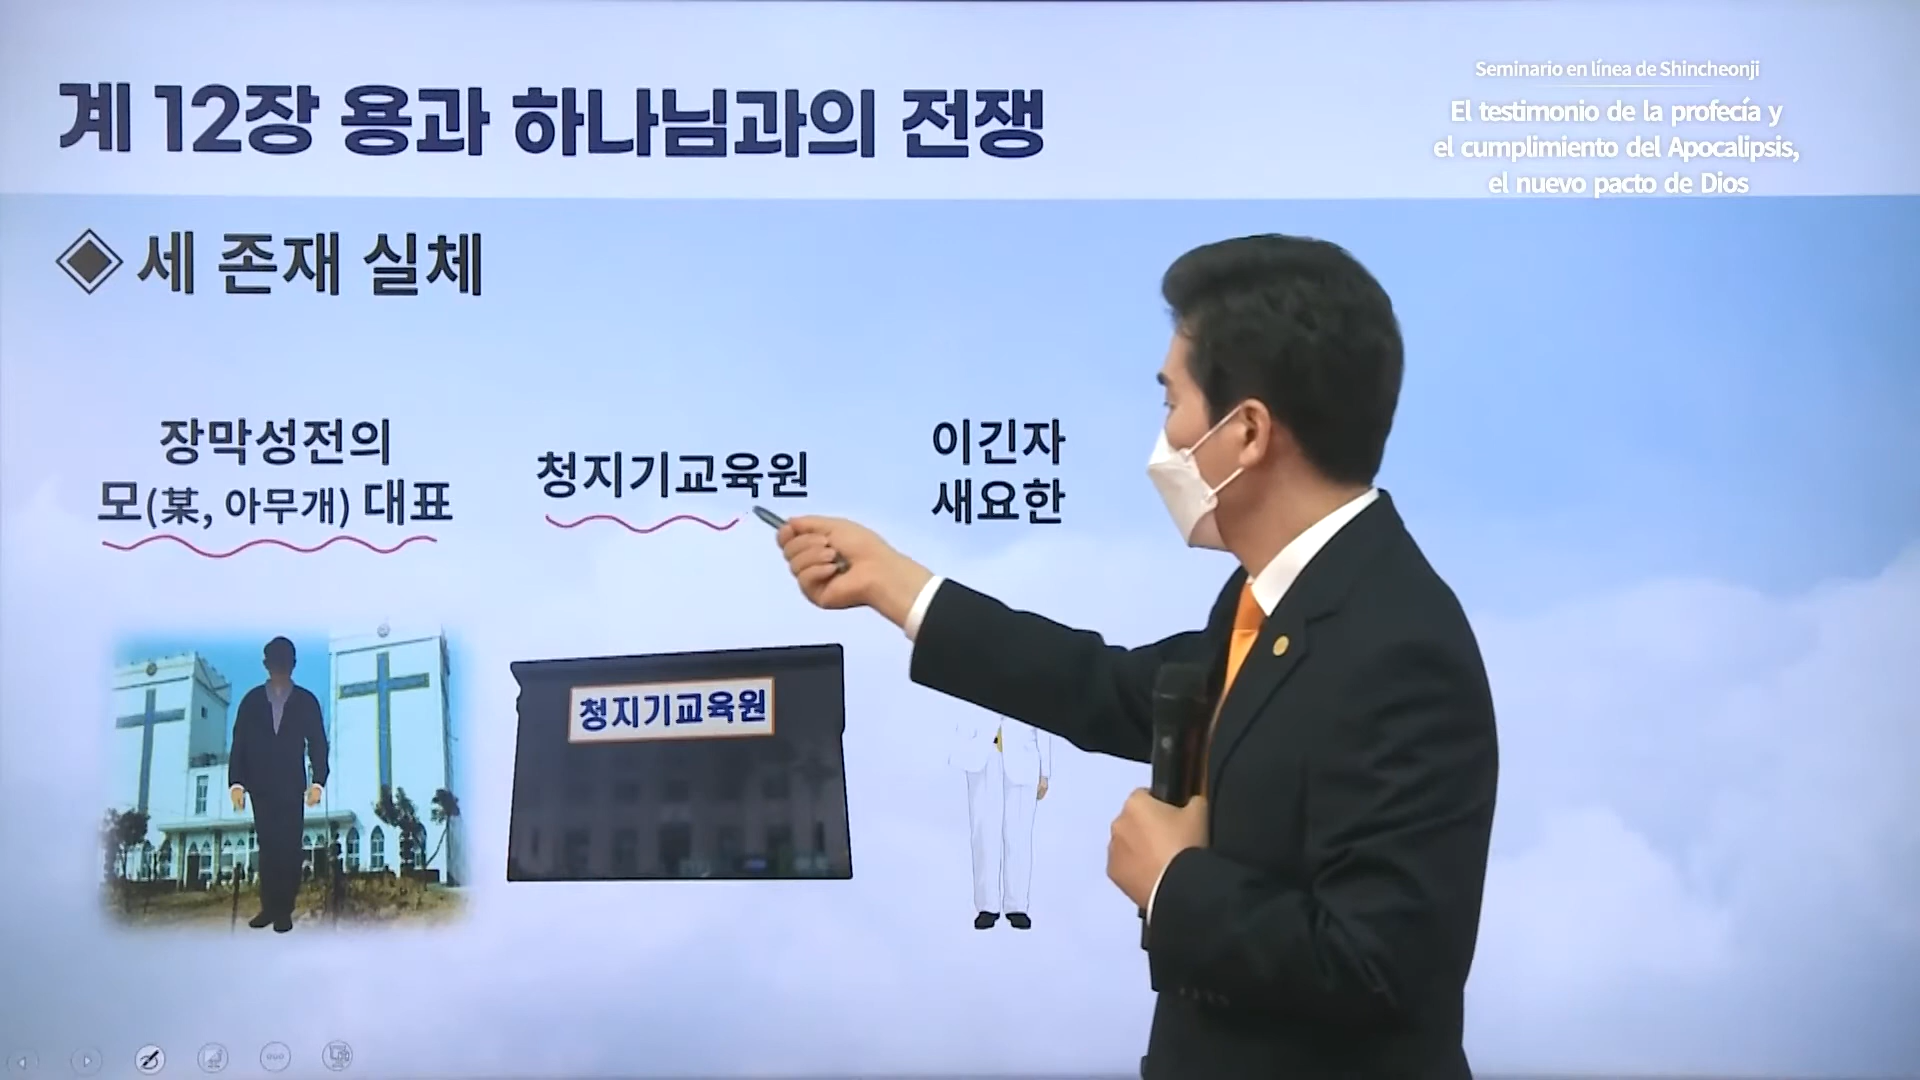 Seminario en línea de Shincheonji
El testimonio de la profecía y
el cumplimiento del Apocalipsis,
el nuevo pacto de Dios
계 12장 용과 하나님과의 전쟁
세 존재 실체
장막성전의
모(某, 아무개) 대표
청지기교육원
이긴자
새요한
청지기교육원